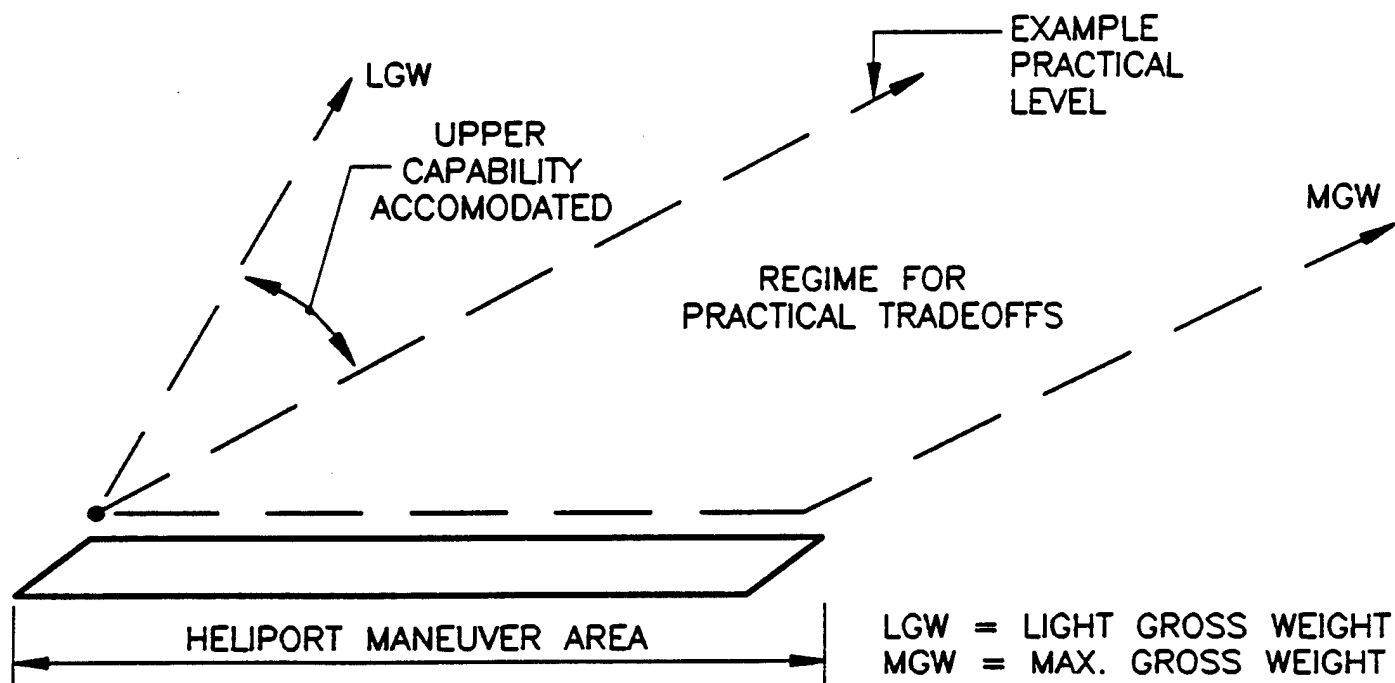 EXAMPLE
PRACTICAL
LEVEL
LGW
UPPER
CAPABILITY
ACCOMODATED
MGW
REGIME FOR
PRACTICAL TRADEOFFS
HELIPORT MANEUVER AREA
LGW = LIGHT GROSS WEIGHT
MGW = MAX. GROSS WEIGHT